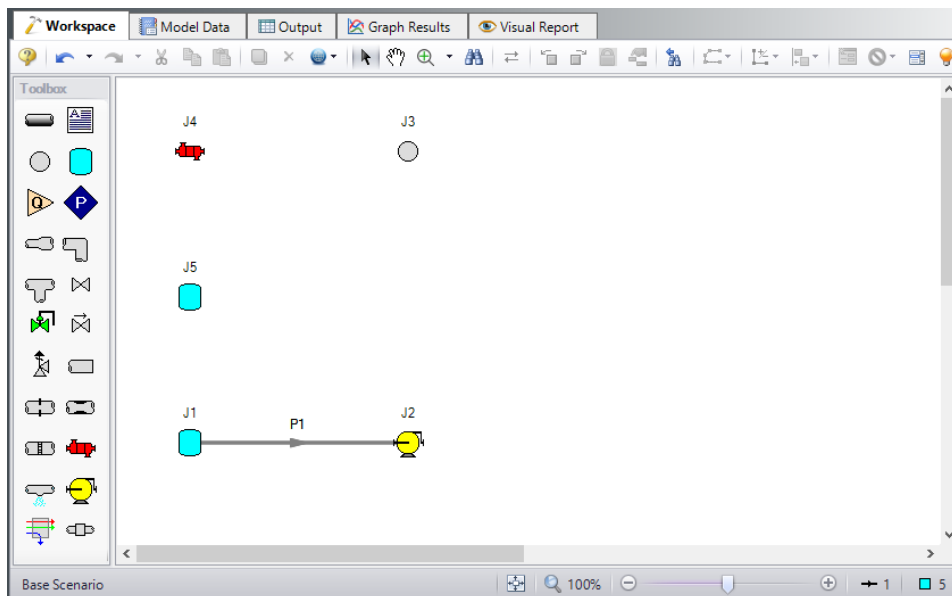 Workspace Model Data Output Graph Results Visual Report
Toolbox
A
Q P
J4 J3
J5
J1 P1 J2
Base Scenario 100% 1 5